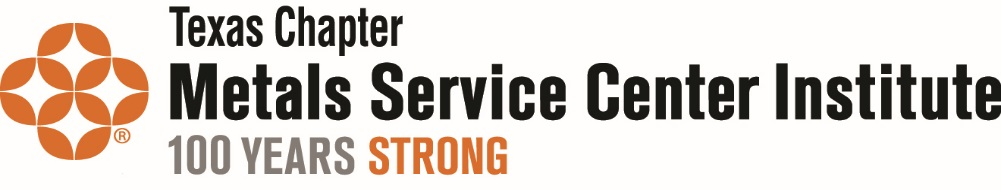 Texas Chapter
Metals Service Center Institute
®
100 YEARS STRONG